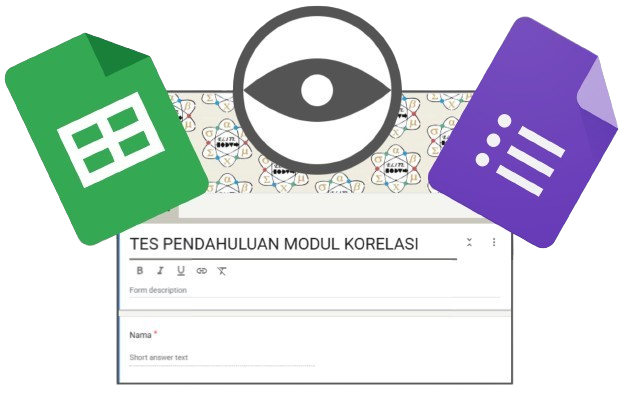 TES PENDAHULUAN MODUL KORELASI
B I U
Form description
Nama *
Short answer text